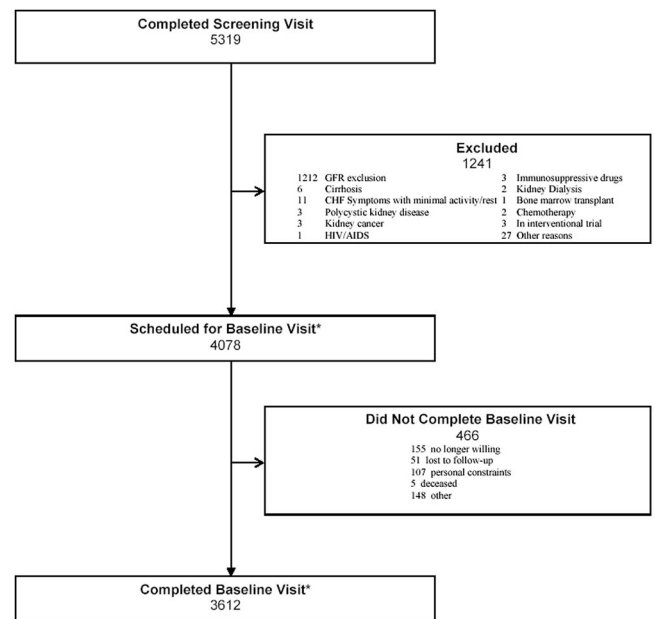 Completed Screening Visit
5319
Excluded
1241
1212 GFR exclusion
6 Cirrhosis
11 CHF Symptoms with minimal activity/rest
3 Polycystic kidney disease
3 Kidney cancer
1 HIV/AIDS
3 Immunosuppressive drugs
2 Kidney Dialysis
1 Bone marrow transplant
2 Chemotherapy
3 In interventional trial
27 Other reasons
Scheduled for Baseline Visit*
4078
Did Not Complete Baseline Visit
466
155 no longer willing
51 lost to follow-up
107 personal constraints
5 deceased
148 other
Completed Baseline Visit*
3612